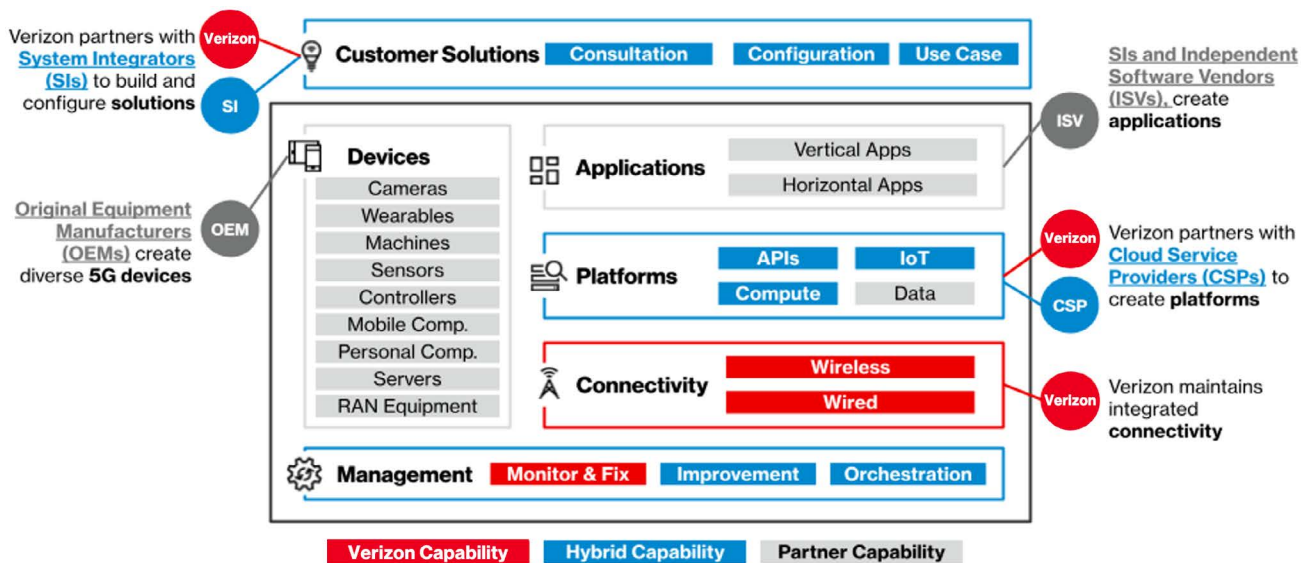 Verizon partners with
System Integrators
(SIs) to build and
configure solutions
Verizon
SI
Customer Solutions
Consultation
Configuration
Use Case
SIs and Independent
Software Vendors
(ISVs), create
applications
ISV
Original Equipment
Manufacturers
(OEMs) create
diverse 5G devices
OEM
Devices
Cameras
Wearables
Machines
Sensors
Controllers
Mobile Comp.
Personal Comp.
Servers
RAN Equipment
Applications
Vertical Apps
Horizontal Apps
Platforms
APIs
IoT
Compute
Data
Verizon
CSP
Verizon partners with
Cloud Service
Providers (CSPs) to
create platforms
Connectivity
Wireless
Wired
Verizon
Verizon maintains
integrated
connectivity
Management
Monitor & Fix
Improvement
Orchestration
Verizon Capability
Hybrid Capability
Partner Capability